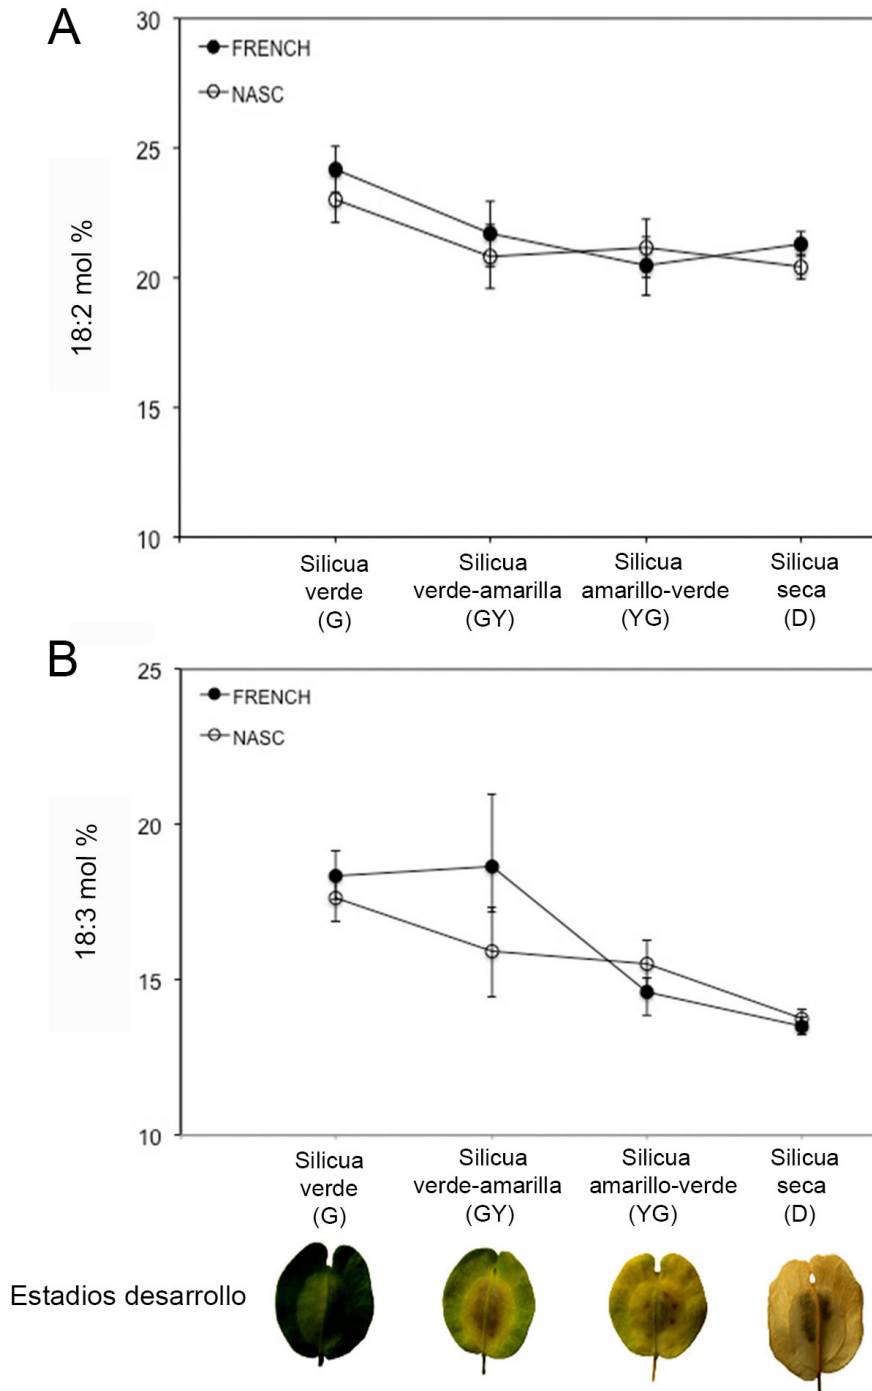 A
30
FRENCH
NASC
25
20
15
10
18:2 mol %
Silicua verde (G)
Silicua verde-amarilla (GY)
Silicua amarillo-verde (YG)
Silicua seca (D)
B
25
FRENCH
NASC
20
15
10
18:3 mol %
Silicua verde (G)
Silicua verde-amarilla (GY)
Silicua amarillo-verde (YG)
Silicua seca (D)
Estadios desarrollo